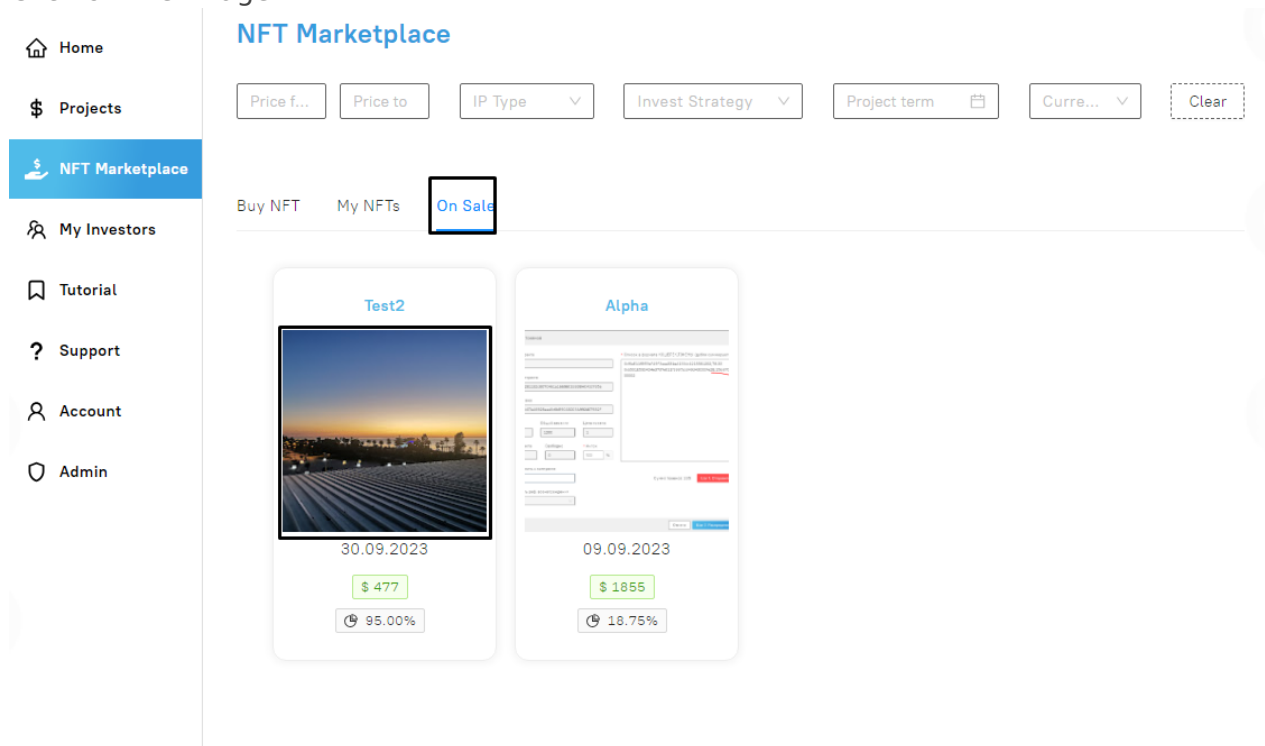 Home
Projects
NFT Marketplace
My Investors
Tutorial
Support
Account
Admin
NFT Marketplace
Price f... Price to IP Type Invest Strategy Project term Curre... Clear
Buy NFT My NFTs On Sale
Test2
30.09.2023
$ 477
95.00%
Alpha
09.09.2023
$ 1855
18.75%